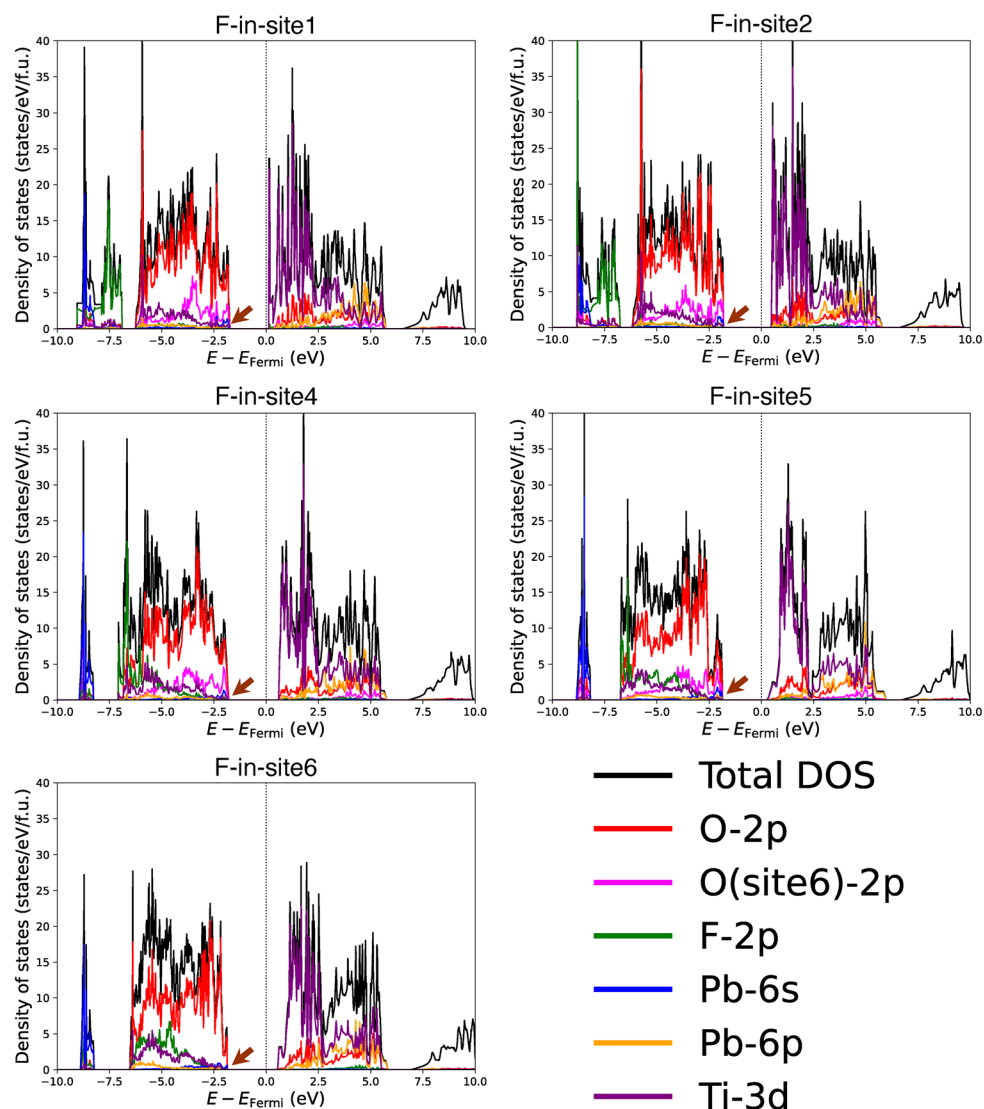 F-in-site1
Density of states (states/eV/f.u.)
40
35
30
25
20
15
10
5
0
−10.0 −7.5 −5.0 −2.5 0.0 2.5 5.0 7.5 10.0
E − EFermi (eV)
F-in-site2
Density of states (states/eV/f.u.)
40
35
30
25
20
15
10
5
0
−10.0 −7.5 −5.0 −2.5 0.0 2.5 5.0 7.5 10.0
E − EFermi (eV)
F-in-site4
Density of states (states/eV/f.u.)
40
35
30
25
20
15
10
5
0
−10.0 −7.5 −5.0 −2.5 0.0 2.5 5.0 7.5 10.0
E − EFermi (eV)
F-in-site5
Density of states (states/eV/f.u.)
40
35
30
25
20
15
10
5
0
−10.0 −7.5 −5.0 −2.5 0.0 2.5 5.0 7.5 10.0
E − EFermi (eV)
F-in-site6
Density of states (states/eV/f.u.)
40
35
30
25
20
15
10
5
0
−10.0 −7.5 −5.0 −2.5 0.0 2.5 5.0 7.5 10.0
E − EFermi (eV)
Total DOS
O-2p
O(site6)-2p
F-2p
Pb-6s
Pb-6p
Ti-3d